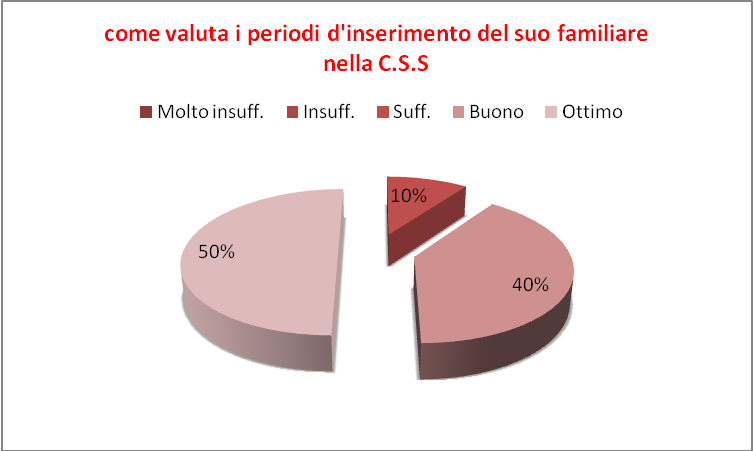 come valuta i periodi d'inserimento del suo familiare
nella C.S.S
Molto insuff. Insuff. Suff. Buono Ottimo
10%
50%
40%